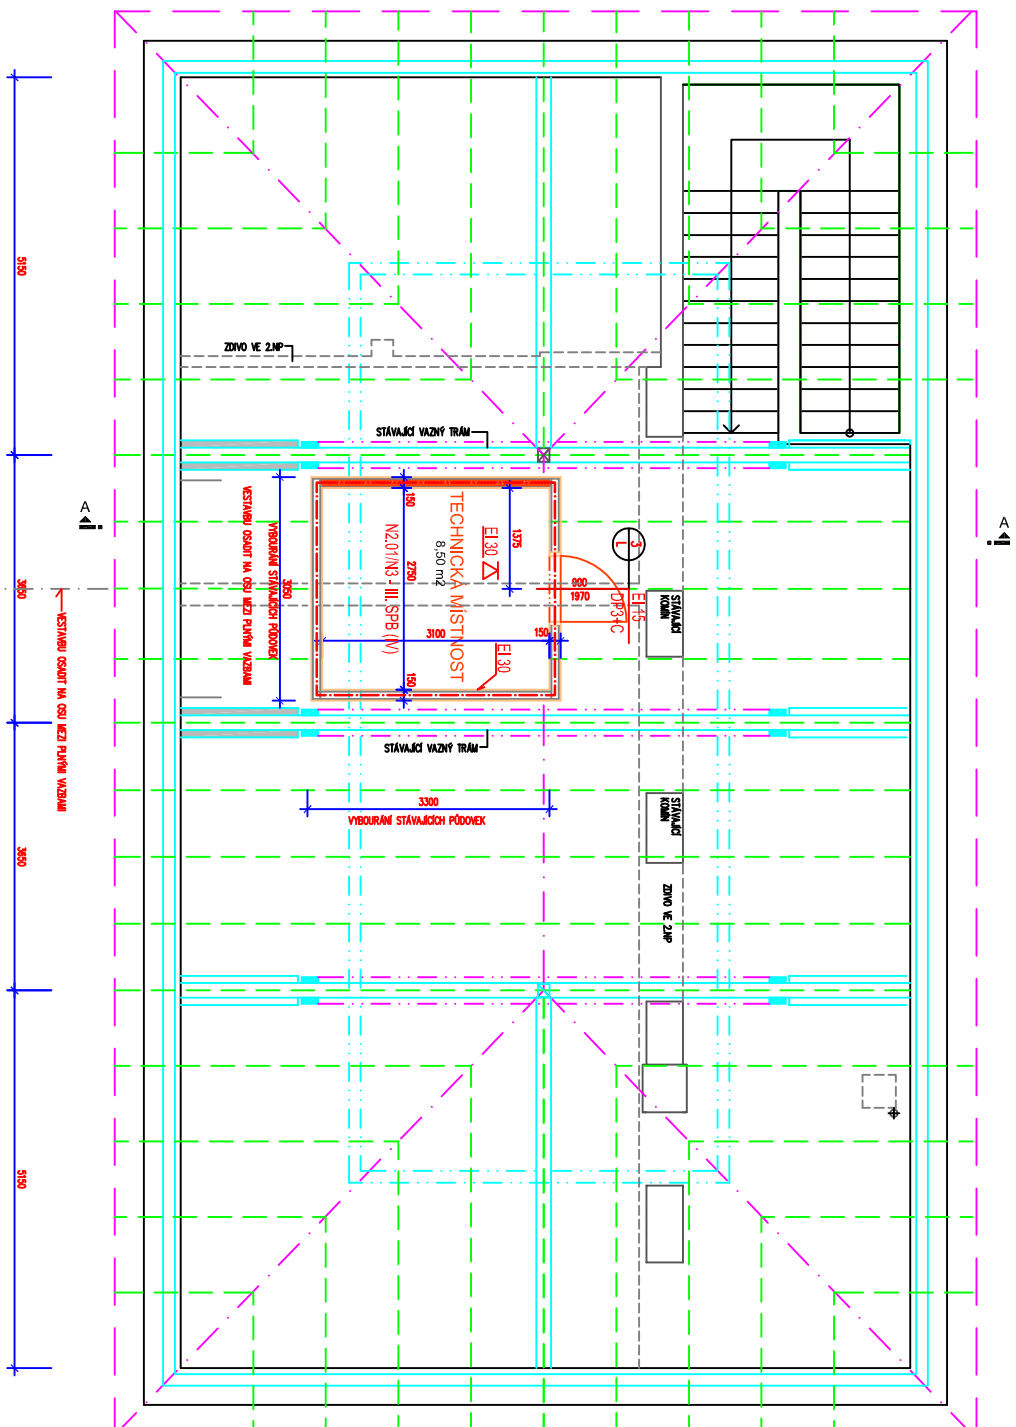 ZDIVO VE 2.NP
STÁVAJÍCÍ VAZNÝ TRÁM
A
A
5150
3650
3650
5150
150
2750
150
3050
1375
TECHNICKÁ MÍSTNOST
8,50 m2
N2.01/N3 - III. SPB (IV)
EI 30
EI 30
3100
150
900
1970
EI 15
DP3+C
3
L
STÁVAJÍCÍ
KOMÍN
VYBOURÁNÍ STÁVAJÍCÍCH PŮDOVEK
VESTAVBU OSADIT NA OSU MEZI PLNÝMI VAZBAMI
VESTAVBU OSADIT NA OSU MEZI PLNÝMI VAZBAMI
STÁVAJÍCÍ VAZNÝ TRÁM
3300
VYBOURÁNÍ STÁVAJÍCÍCH PŮDOVEK
STÁVAJÍCÍ
KOMÍN
ZDIVO VE 2.NP